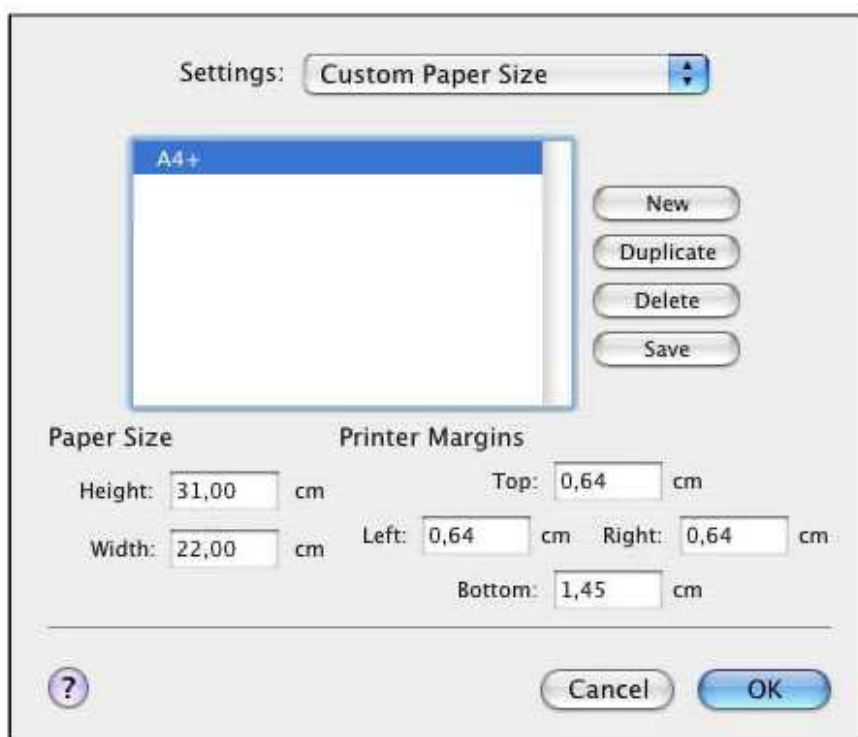 Settings: Custom Paper Size
A4+
New
Duplicate
Delete
Save
Paper Size Printer Margins
Height: 31,00 cm Top: 0,64 cm
Width: 22,00 cm Left: 0,64 cm Right: 0,64 cm
Bottom: 1,45 cm
? Cancel OK